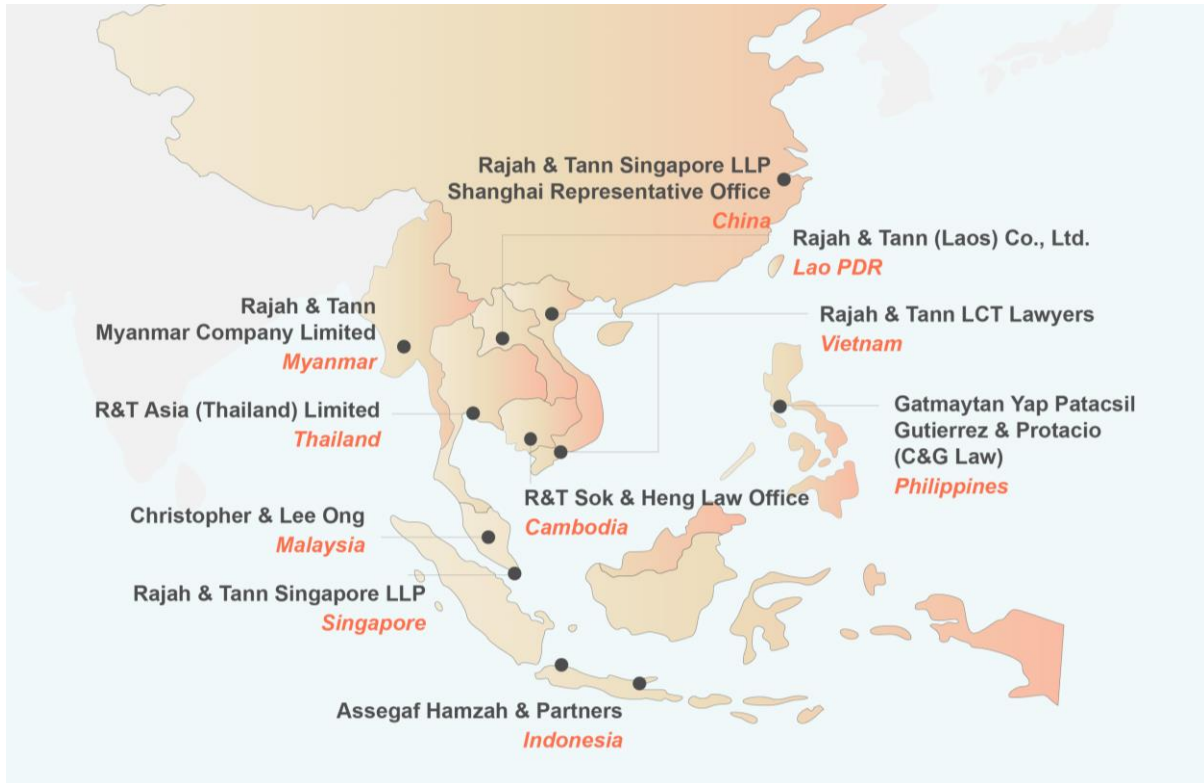 Rajah & Tann Singapore LLP
Shanghai Representative Office
China
Rajah & Tann (Laos) Co., Ltd.
Lao PDR
Rajah & Tann
Myanmar Company Limited
Myanmar
Rajah & Tann LCT Lawyers
Vietnam
R&T Asia (Thailand) Limited
Thailand
Gatmaytan Yap Patacsil
Gutierrez & Protacio
(C&G Law)
Philippines
R&T Sok & Heng Law Office
Cambodia
Christopher & Lee Ong
Malaysia
Rajah & Tann Singapore LLP
Singapore
Assegaf Hamzah & Partners
Indonesia